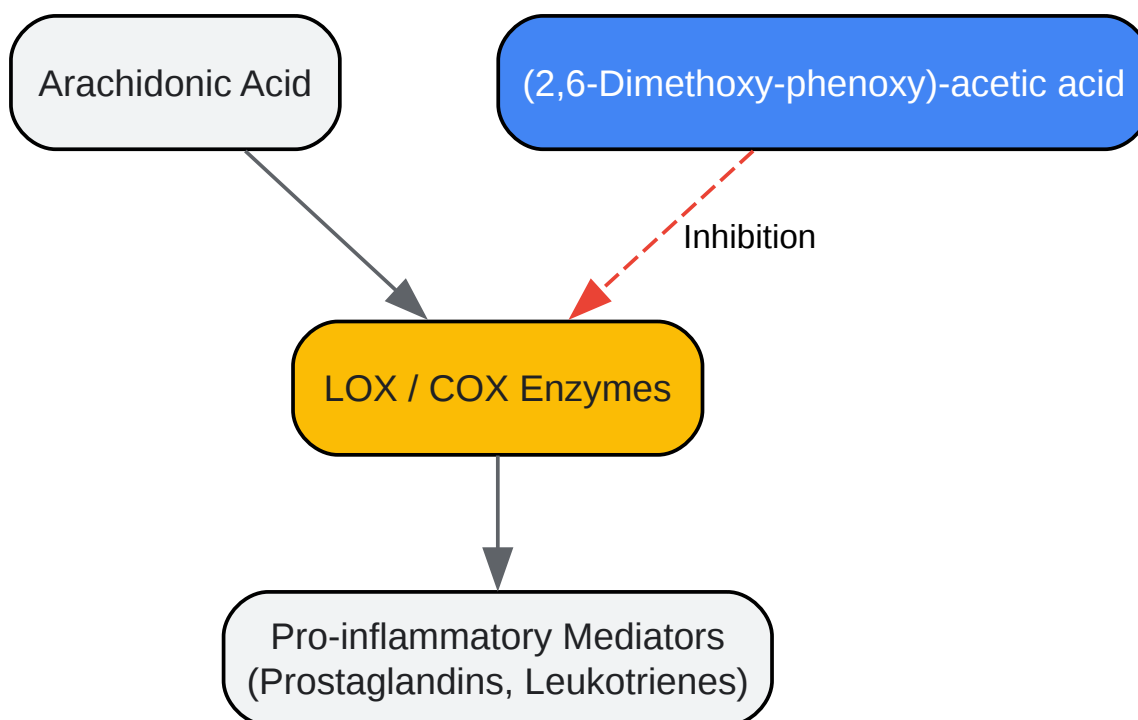 Arachidonic Acid
(2,6-Dimethoxy-phenoxy)-acetic acid
Inhibition
LOX / COX Enzymes
Pro-inflammatory Mediators
(Prostaglandins, Leukotrienes)